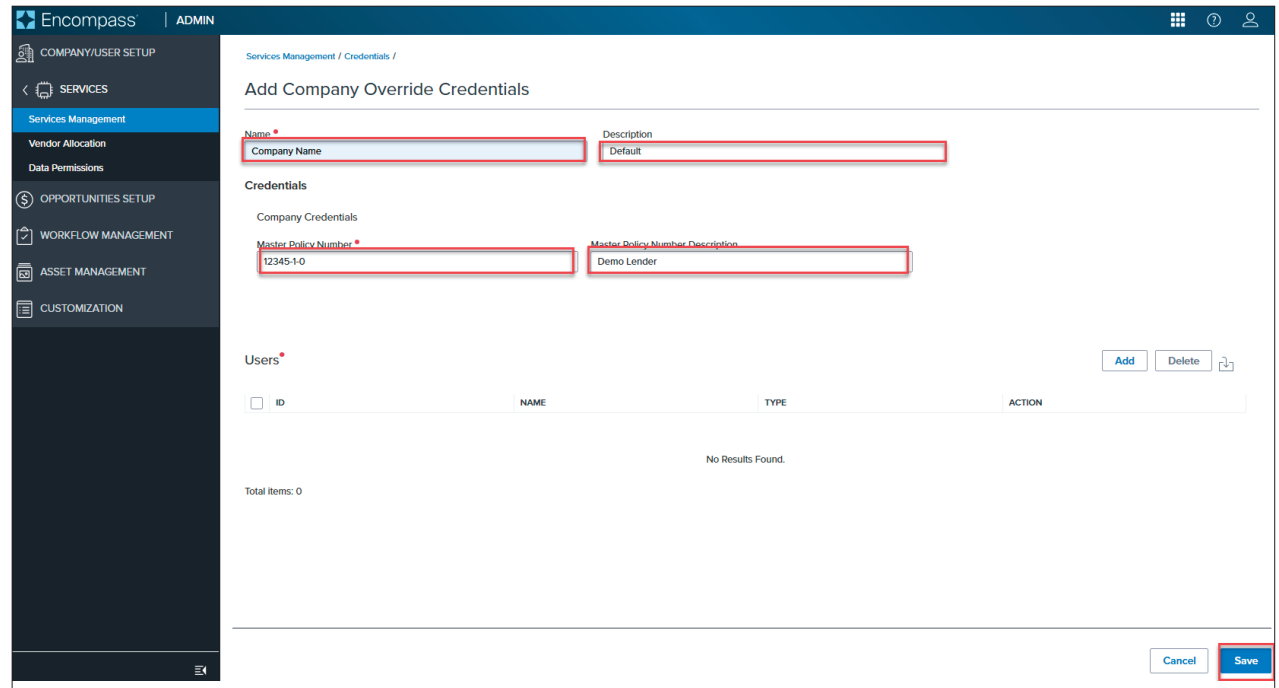 Encompass | ADMIN
COMPANY/USER SETUP
SERVICES
Services Management
Vendor Allocation
Data Permissions
OPPORTUNITIES SETUP
WORKFLOW MANAGEMENT
ASSET MANAGEMENT
CUSTOMIZATION
Services Management / Credentials /
Add Company Override Credentials
Name Description
Company Name Default
Credentials
Company Credentials
Master Policy Number Master Policy Number Description
12345-1-0 Demo Lender
Users Add Delete
ID NAME TYPE ACTION
No Results Found.
Total items: 0
Cancel Save